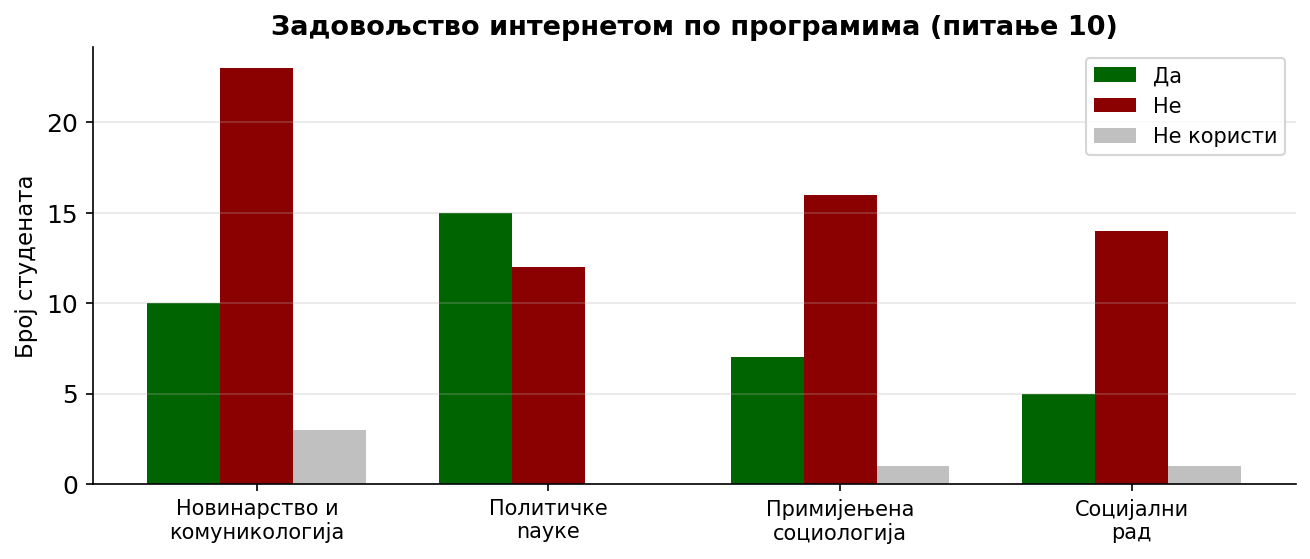 Задовољство интернетом по програмима (питање 10)
Број студената
20
15
10
5
0
Да
Не
Не користи
Новинарство и
комуникологија
Политичке
nауке
Примијењена
социологија
Социјални
рад